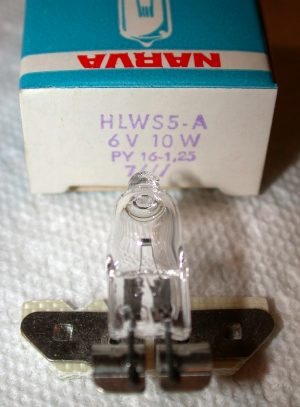 NARVA
HLWS5-A
6V 10W
PY 16-1,25